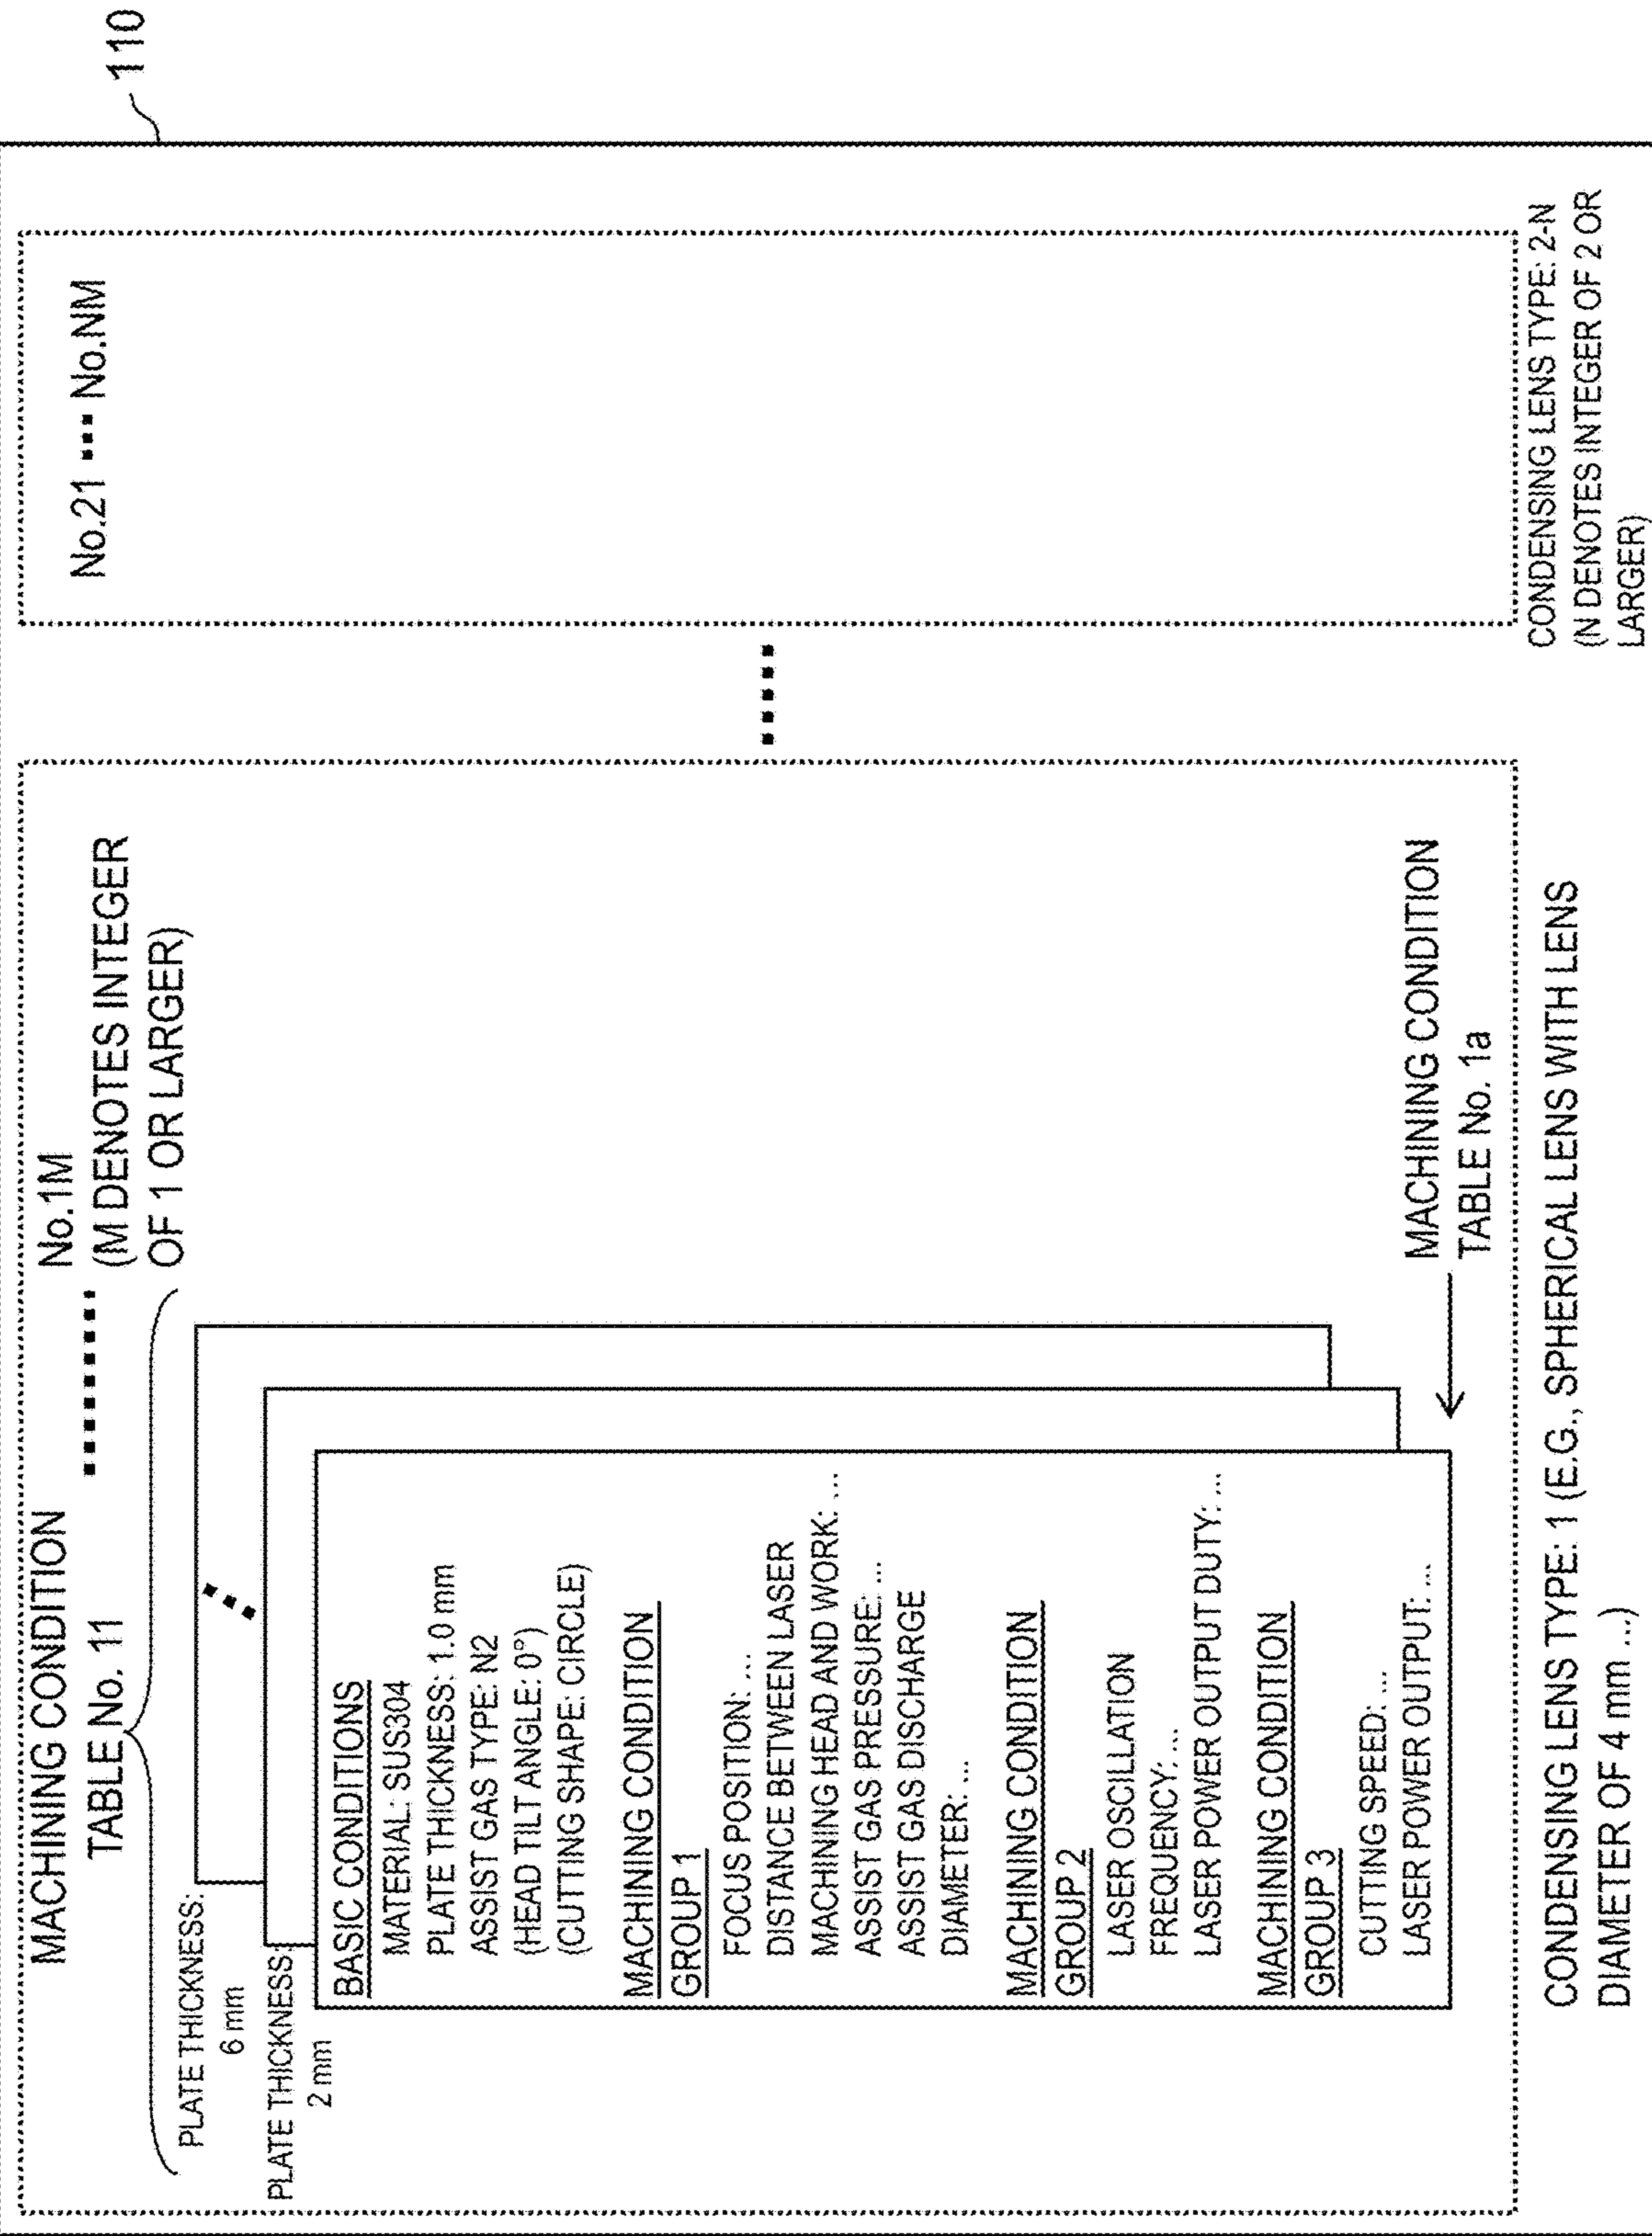 110
MACHINING CONDITION
TABLE No. 11
No.1M
(M DENOTES INTEGER
OF 1 OR LARGER)
PLATE THICKNESS:
6 mm
PLATE THICKNESS:
2 mm
BASIC CONDITIONS
MATERIAL: SUS304
PLATE THICKNESS: 1.0 mm
ASSIST GAS TYPE: N2
(HEAD TILT ANGLE: 0°)
(CUTTING SHAPE: CIRCLE)
MACHINING CONDITION
GROUP 1
FOCUS POSITION: ...
DISTANCE BETWEEN LASER
MACHINING HEAD AND WORK: ...
ASSIST GAS PRESSURE: ...
ASSIST GAS DISCHARGE
DIAMETER: ...
MACHINING CONDITION
GROUP 2
LASER OSCILLATION
FREQUENCY: ...
LASER POWER OUTPUT DUTY: ...
MACHINING CONDITION
GROUP 3
CUTTING SPEED: ...
LASER POWER OUTPUT: ...
MACHINING CONDITION
TABLE No. 1a
CONDENSING LENS TYPE: 1 (E.G., SPHERICAL LENS WITH LENS
DIAMETER OF 4 mm ...)
No.21 ··· No.NM
CONDENSING LENS TYPE: 2-N
(N DENOTES INTEGER OF 2 OR
LARGER)